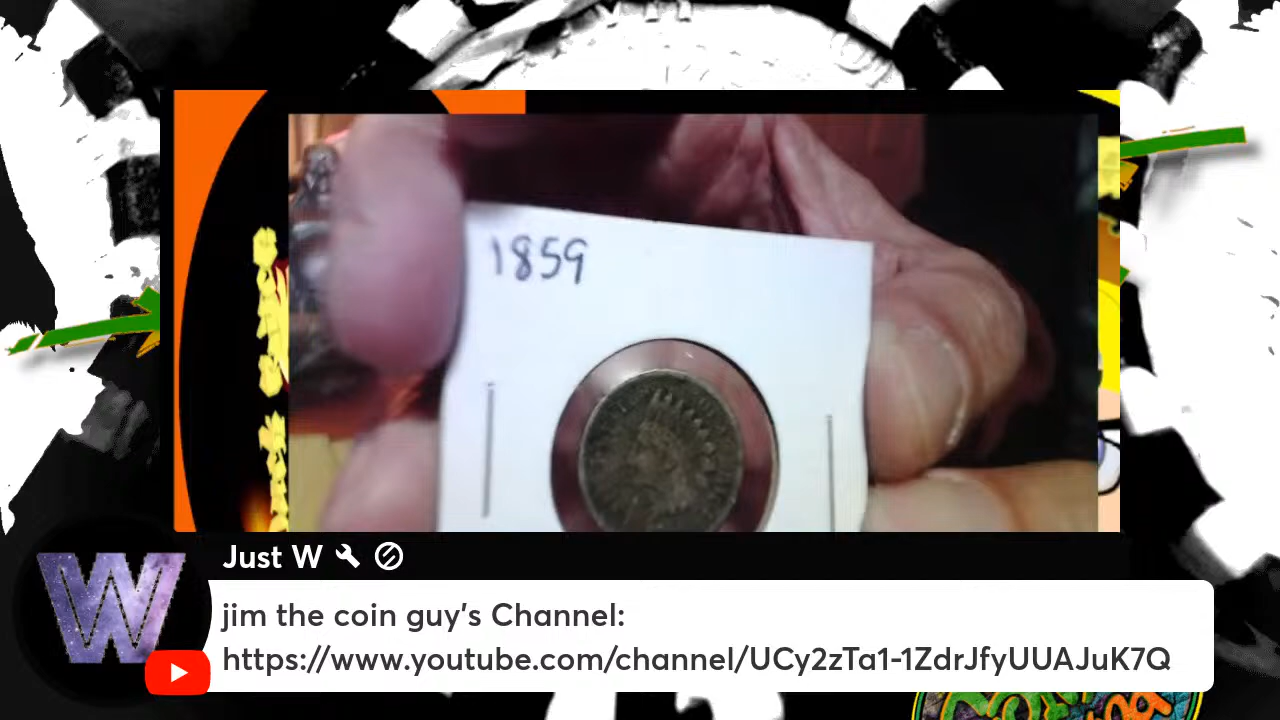 1859
Just W
jim the coin guy's Channel:
https://www.youtube.com/channel/UCy2zTa1-1ZdrJfyUUAJuK7Q
W